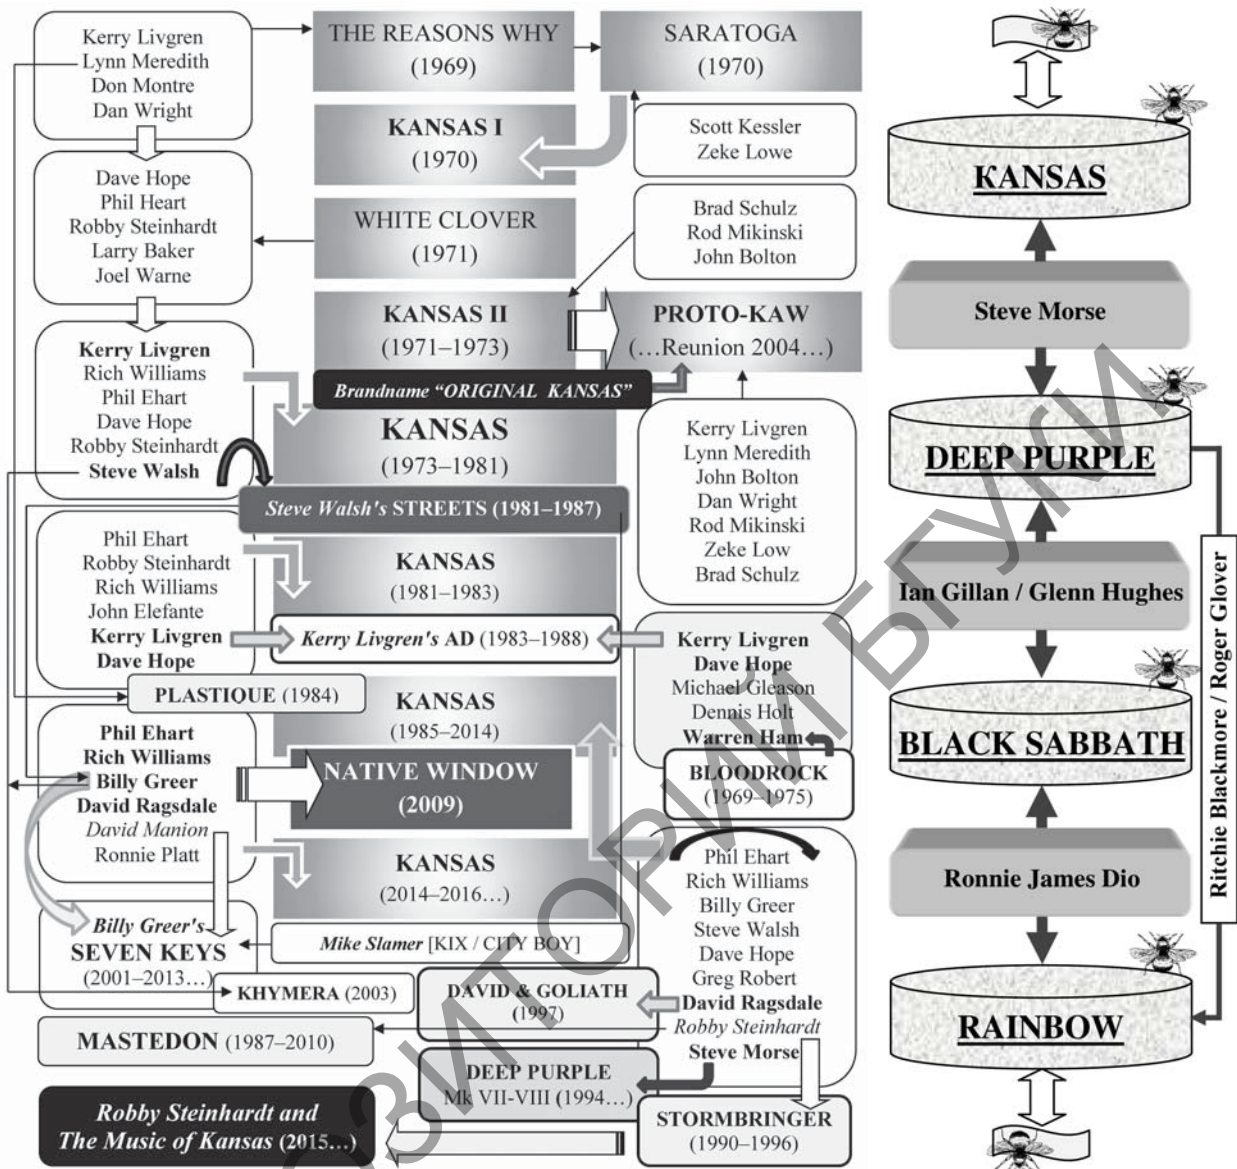 Kerry Livgren
Lynn Meredith
Don Montre
Dan Wright
THE REASONS WHY
(1969)
SARATOGA
(1970)
KANSAS I
(1970)
Scott Kessler
Zeke Lowe
Dave Hope
Phil Heart
Robby Steinhardt
Larry Baker
Joel Warne
WHITE CLOVER
(1971)
Brad Schulz
Rod Mikinski
John Bolton
KANSAS II
(1971–1973)
PROTO-KAW
(…Reunion 2004…)
Brandname “ORIGINAL KANSAS”
Kerry Livgren
Rich Williams
Phil Ehart
Dave Hope
Robby Steinhardt
Steve Walsh
KANSAS
(1973–1981)
Steve Walsh's STREETS (1981–1987)
Kerry Livgren
Lynn Meredith
John Bolton
Dan Wright
Rod Mikinski
Zeke Low
Brad Schulz
Phil Ehart
Robby Steinhardt
Rich Williams
John Elefante
Kerry Livgren
Dave Hope
KANSAS
(1981–1983)
Kerry Livgren's AD (1983–1988)
Kerry Livgren
Dave Hope
Michael Gleason
Dennis Holt
Warren Ham
PLASTIQUE (1984)
KANSAS
(1985–2014)
BLOODROCK
(1969–1975)
Phil Ehart
Rich Williams
Billy Greer
David Ragsdale
David Manion
Ronnie Platt
NATIVE WINDOW
(2009)
KANSAS
(2014–2016…)
Phil Ehart
Rich Williams
Billy Greer
Steve Walsh
Dave Hope
Greg Robert
David Ragsdale
Robby Steinhardt
Steve Morse
Billy Greer's
SEVEN KEYS
(2001–2013…)
Mike Slamer [KIX / CITY BOY]
KHYMERA (2003)
DAVID & GOLIATH
(1997)
MASTEDON (1987–2010)
DEEP PURPLE
Mk VII-VIII (1994…)
STORMBRINGER
(1990–1996)
Robby Steinhardt and
The Music of Kansas (2015…)
KANSAS
Steve Morse
DEEP PURPLE
Ian Gillan / Glenn Hughes
BLACK SABBATH
Ronnie James Dio
RAINBOW
Ritchie Blackmore / Roger Glover
ЗИТОРИЙ БГУКИ